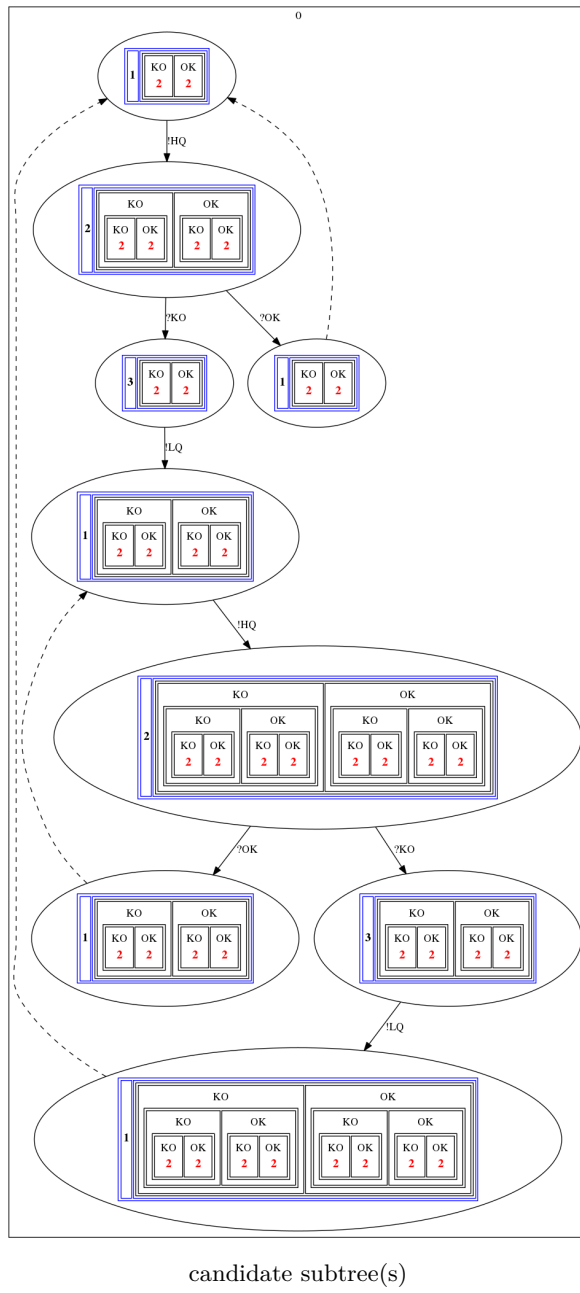 0
KO OK
1
2 2
!HQ
KO OK
2
KO OK KO OK
2 2 2 2
?KO ?OK
KO OK KO OK
3 1
2 2 2 2
!LQ
KO OK
1
KO OK KO OK
2 2 2 2
!HQ
KO OK
KO OK KO OK
2
KO OK KO OK KO OK KO OK
2 2 2 2 2 2 2 2
?OK ?KO
KO OK KO OK
1 3
KO OK KO OK KO OK KO OK
2 2 2 2 2 2 2 2
!LQ
KO OK
KO OK KO OK
1
KO OK KO OK KO OK KO OK
2 2 2 2 2 2 2 2
candidate subtree(s)